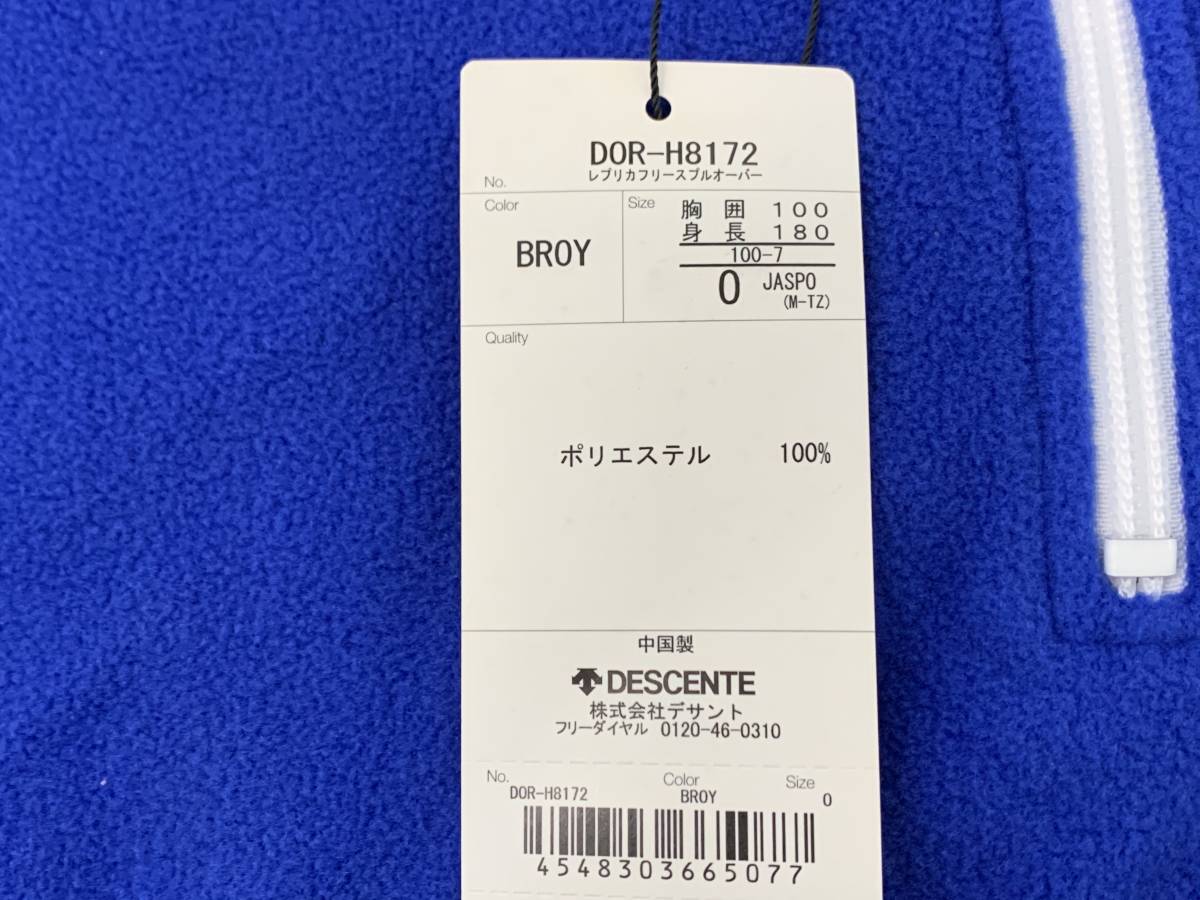 No. DOR-H8172
レプリカフリースプルオーバー
Color
BROY
Size
胸囲 100
身長 180
100-7
O JASPO
(M-TZ)
Quality
ポリエステル 100%
中国製
DESCENTE
株式会社デサント
フリーダイヤル 0120-46-0310
No. Color Size
DOR-H8172 BROY O
4548303665077